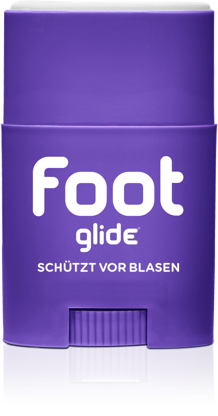 foot
glide®
SCHÜTZT VOR BLASEN